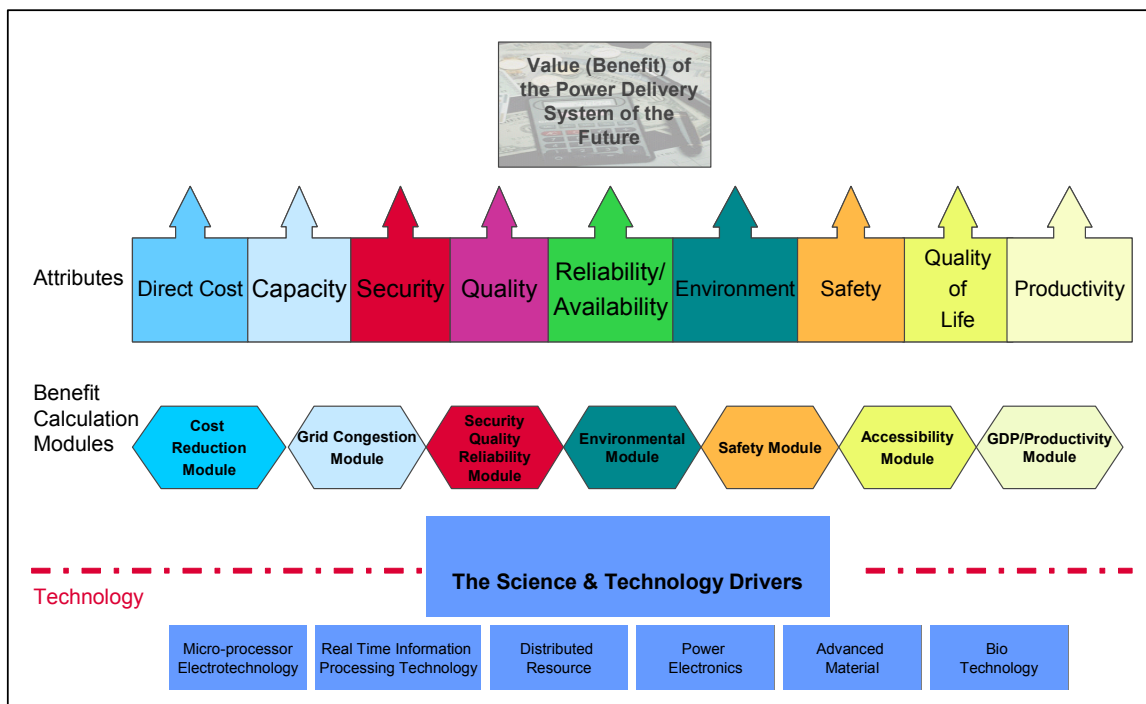 Value (Benefit) of
the Power Delivery
System of the
Future
Attributes
Direct Cost
Capacity
Security
Quality
Reliability/
Availability
Environment
Safety
Quality
of
Life
Productivity
Benefit
Calculation
Modules
Cost
Reduction
Module
Grid Congestion
Module
Security
Quality
Reliability
Module
Environmental
Module
Safety Module
Accessibility
Module
GDP/Productivity
Module
The Science & Technology Drivers
Technology
Micro-processor
Electrotechnology
Real Time Information
Processing Technology
Distributed
Resource
Power
Electronics
Advanced
Material
Bio
Technology